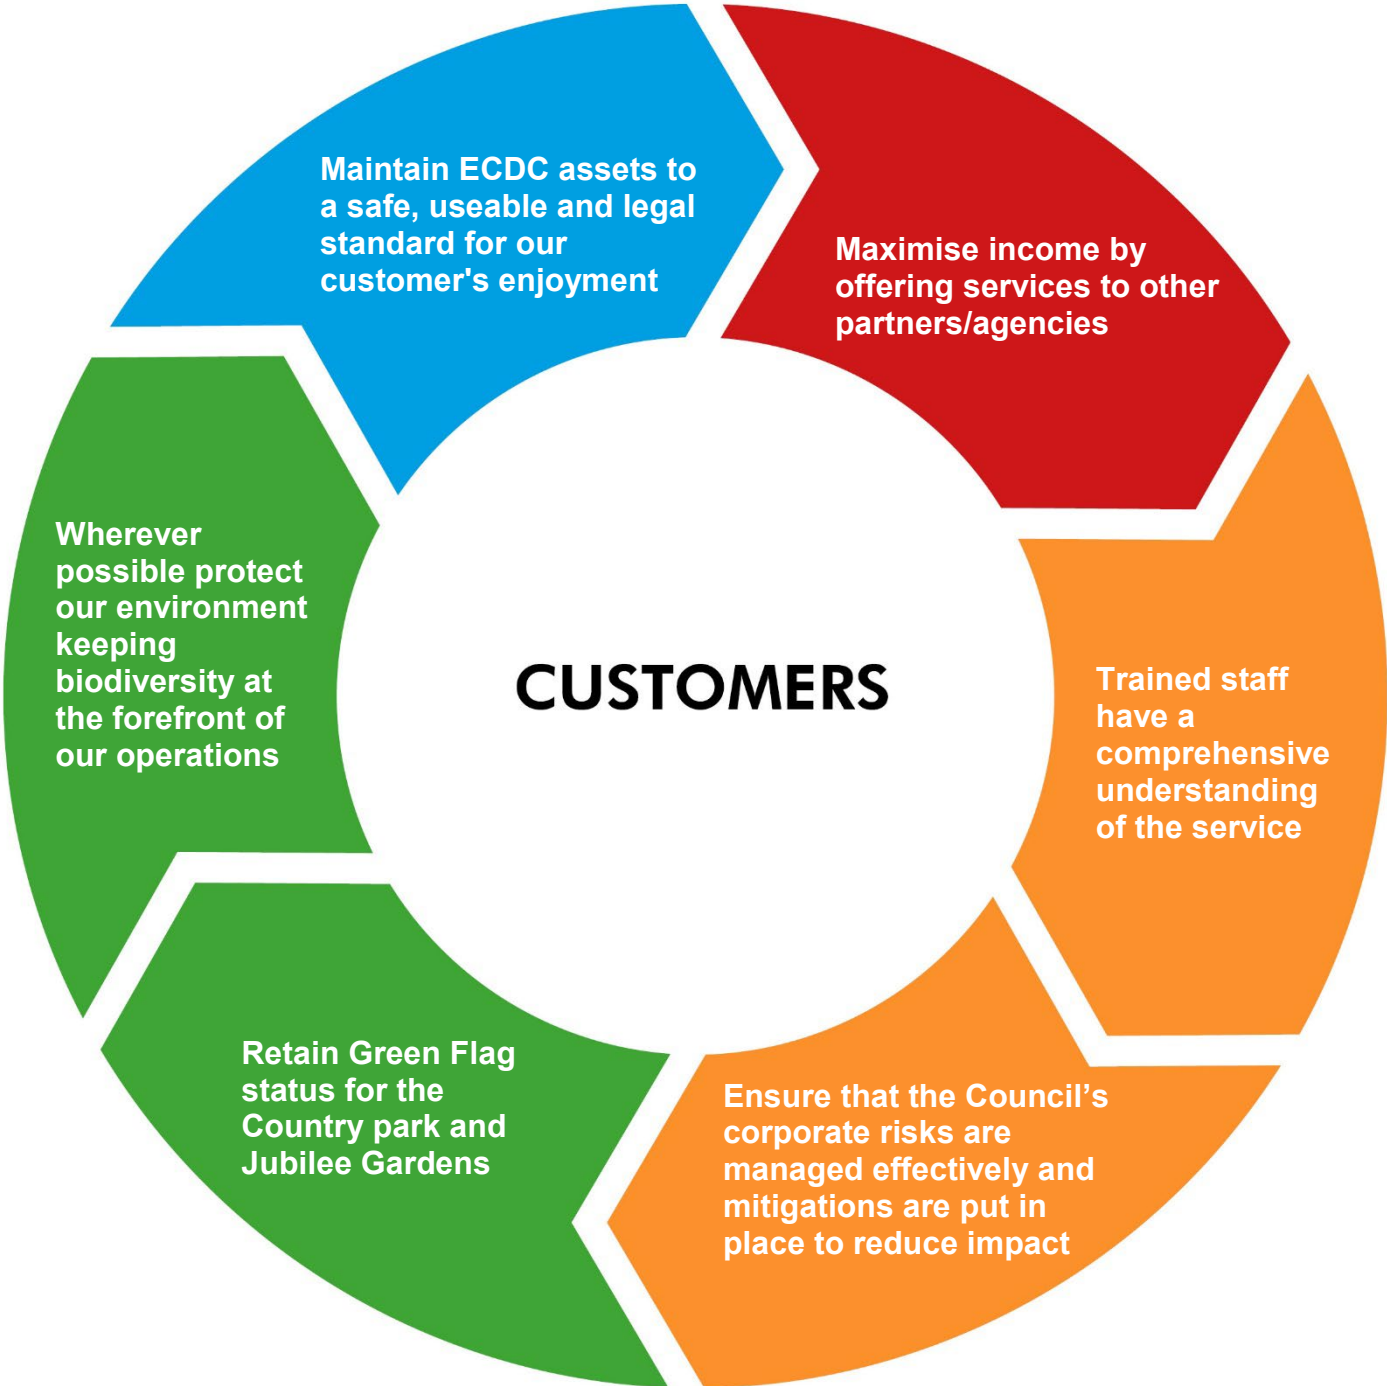 Maintain ECDC assets to
a safe, useable and legal
standard for our
customer's enjoyment
Maximise income by
offering services to other
partners/agencies
Trained staff
have a
comprehensive
understanding
of the service
Ensure that the Council’s
corporate risks are
managed effectively and
mitigations are put in
place to reduce impact
Retain Green Flag
status for the
Country park and
Jubilee Gardens
Wherever
possible protect
our environment
keeping
biodiversity at
the forefront of
our operations
CUSTOMERS